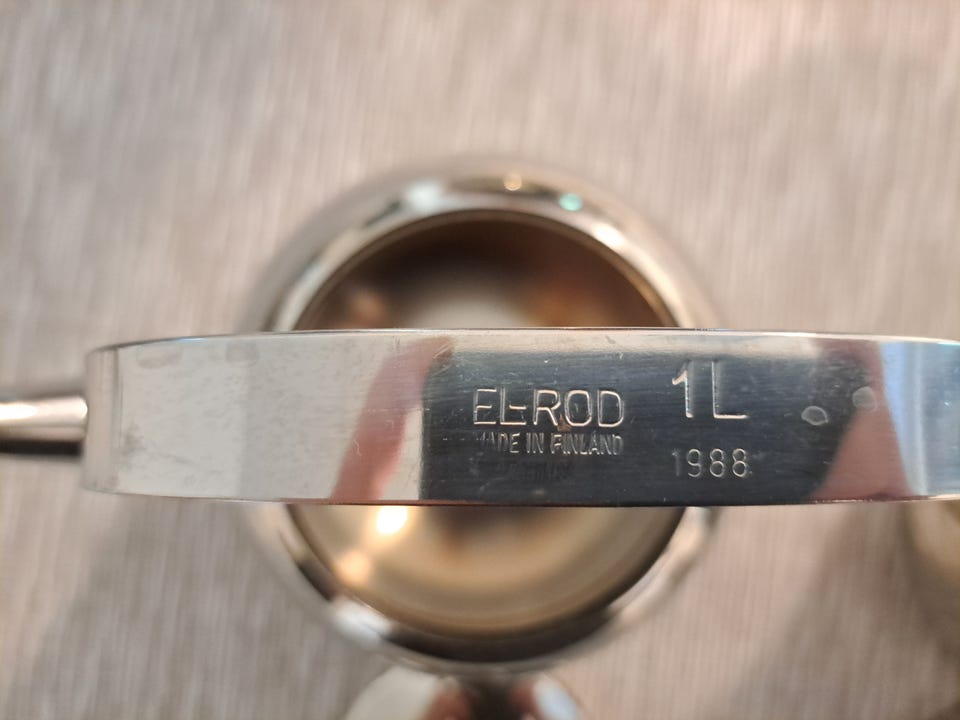 EL-ROD
MADE IN FINLAND
1L
1988